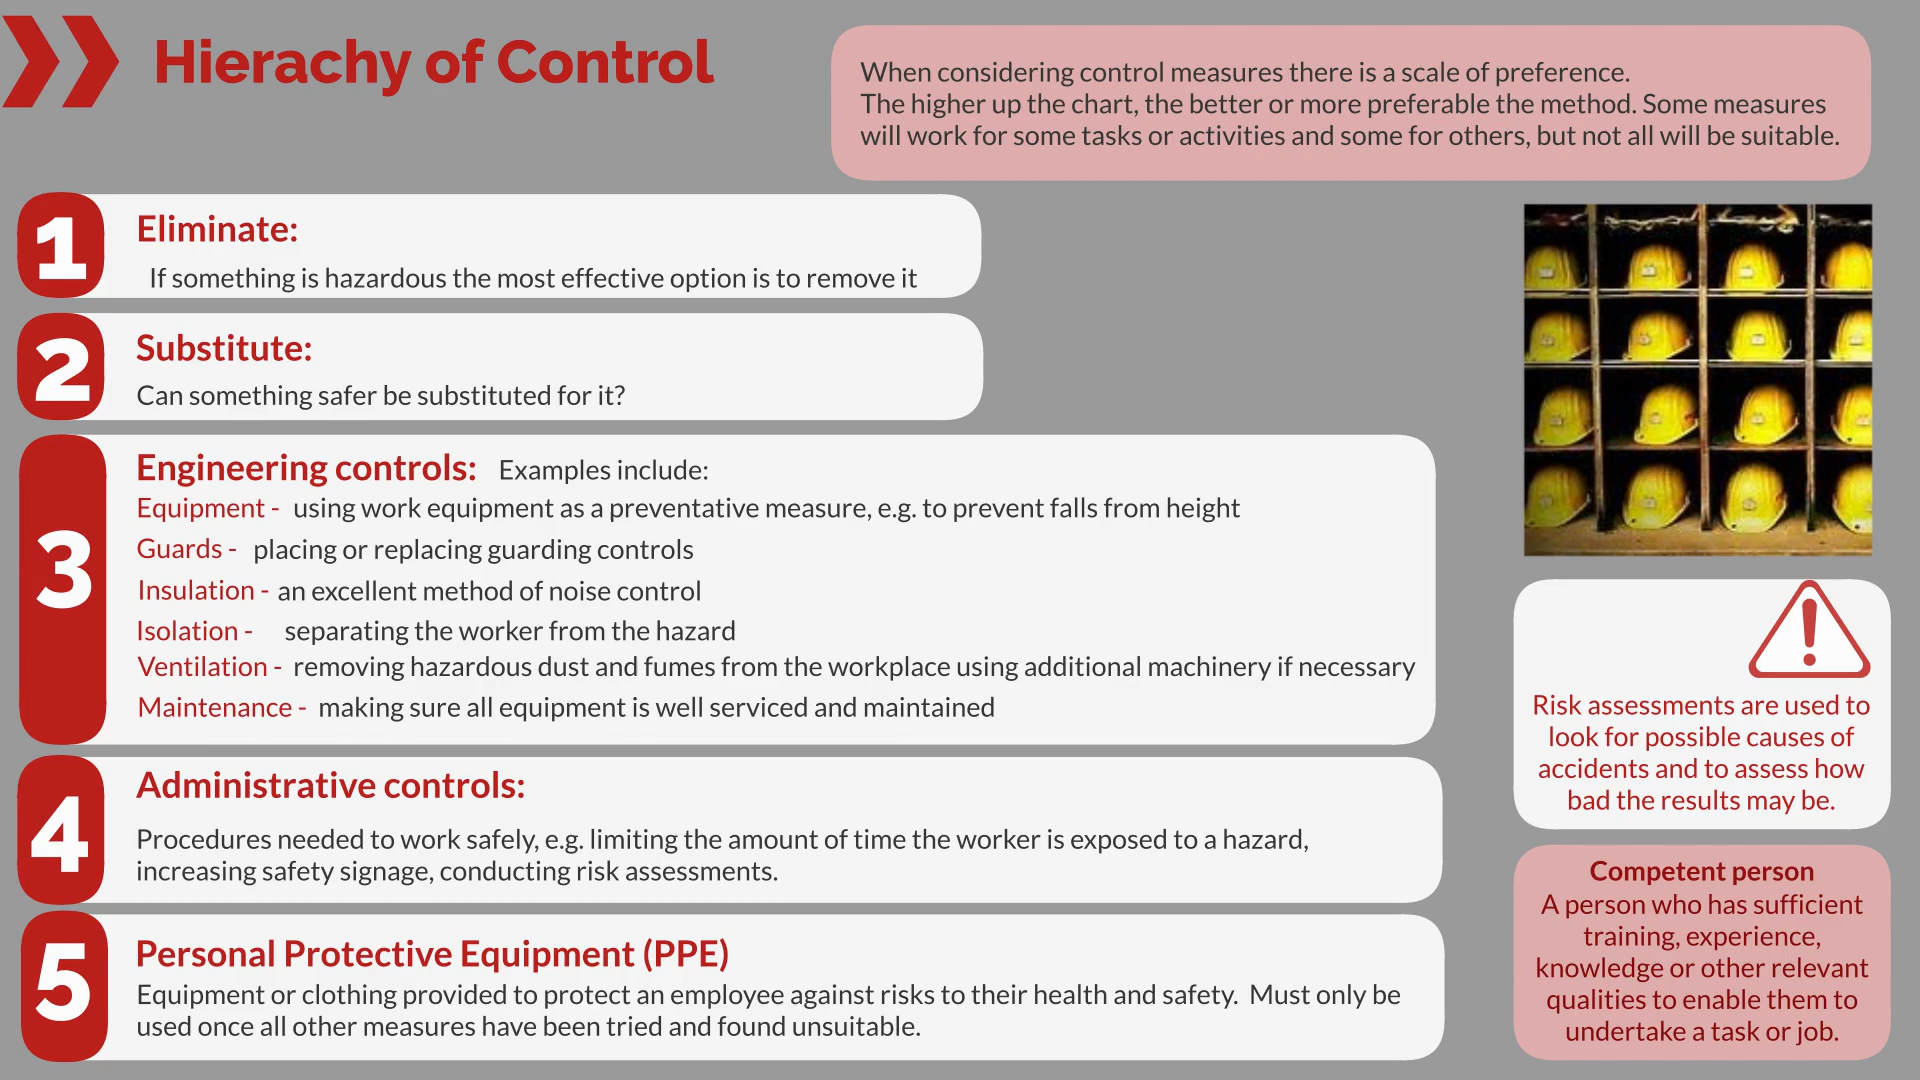 Hierachy of Control
When considering control measures there is a scale of preference.
The higher up the chart, the better or more preferable the method. Some measures
will work for some tasks or activities and some for others, but not all will be suitable.
1
Eliminate:
If something is hazardous the most effective option is to remove it
2
Substitute:
Can something safer be substituted for it?
3
Engineering controls: Examples include:
Equipment - using work equipment as a preventative measure, e.g. to prevent falls from height
Guards - placing or replacing guarding controls
Insulation - an excellent method of noise control
Isolation - separating the worker from the hazard
Ventilation - removing hazardous dust and fumes from the workplace using additional machinery if necessary
Maintenance - making sure all equipment is well serviced and maintained
4
Administrative controls:
Procedures needed to work safely, e.g. limiting the amount of time the worker is exposed to a hazard,
increasing safety signage, conducting risk assessments.
5
Personal Protective Equipment (PPE)
Equipment or clothing provided to protect an employee against risks to their health and safety. Must only be
used once all other measures have been tried and found unsuitable.
Risk assessments are used to
look for possible causes of
accidents and to assess how
bad the results may be.
Competent person
A person who has sufficient
training, experience,
knowledge or other relevant
qualities to enable them to
undertake a task or job.